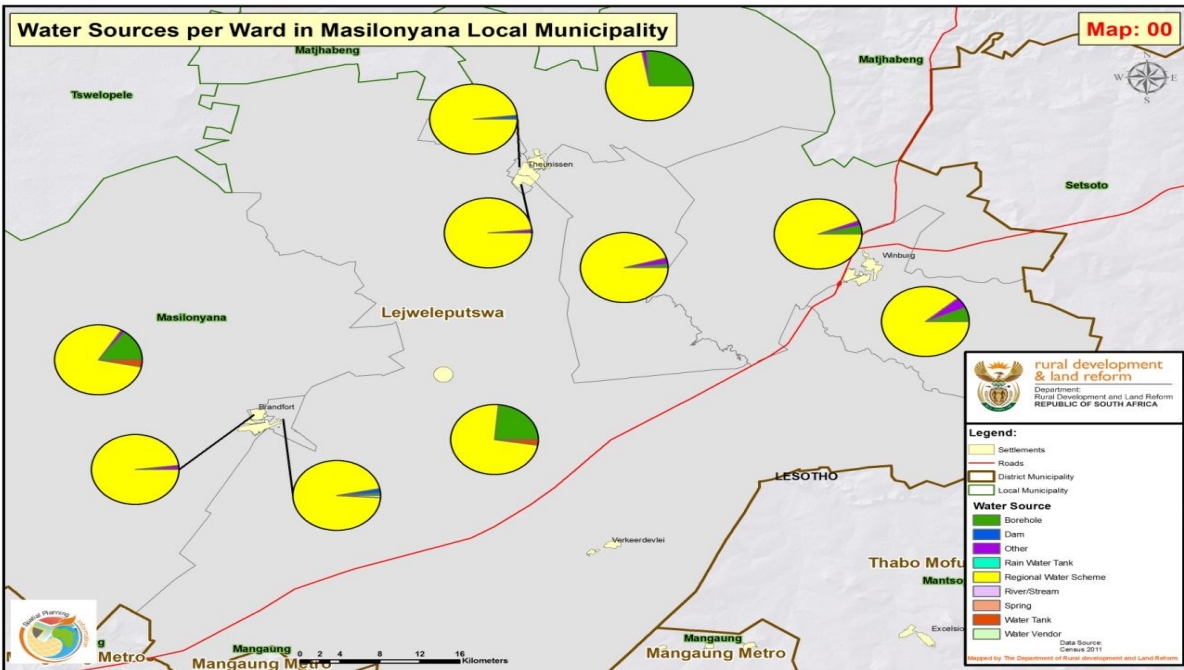 Water Sources per Ward in Masilonyana Local Municipality
Map: 00
Matjhabeng
Matjhabeng
Tswelopele
N
W E
S
Theunissen
Setsoto
Winburg
Masilonyana
Lejweleputswa
Brandfort
LESOTHO
Verkeerdevlei
Thabo Mofu
Mantso
Excelsio
Mangaung
Mangaung Metro
Mangaung
Mangaung Metro
g
Metro
Spatial Planning
Information
0 2 4 8 12 16
Kilometers
rural development
& land reform
Department:
Rural Development and Land Reform
REPUBLIC OF SOUTH AFRICA
Legend:
Settlements
Roads
District Municipality
Local Municipality
Water Source
Borehole
Dam
Other
Rain Water Tank
Regional Water Scheme
River/Stream
Spring
Water Tank
Water Vendor
Data Source:
Census 2011
Mapped by The Department of Rural development and Land Reform